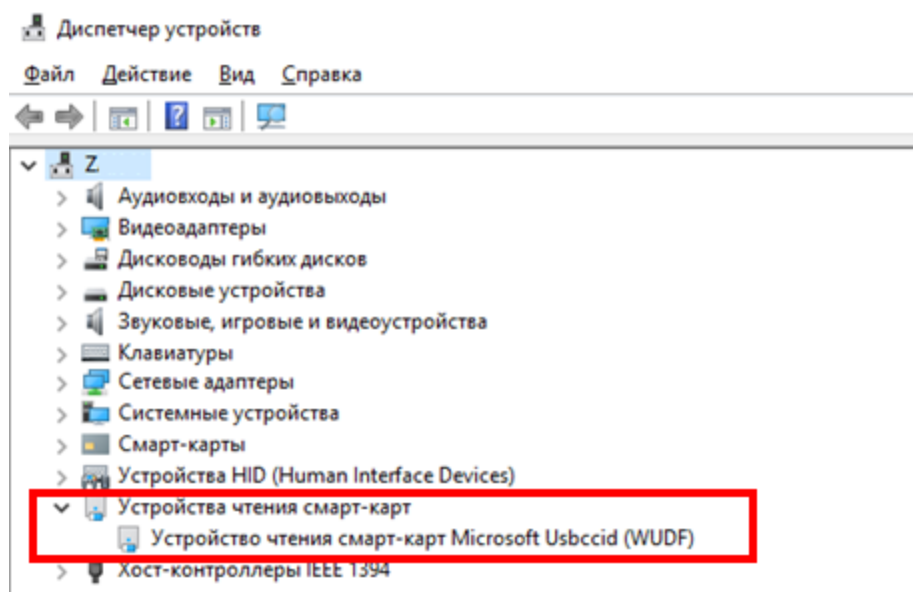 Диспетчер устройств
Файл Действие Вид Справка
Z
Аудиовходы и аудиовыходы
Видеоадаптеры
Дисководы гибких дисков
Дисковые устройства
Звуковые, игровые и видеоустройства
Клавиатуры
Сетевые адаптеры
Системные устройства
Смарт-карты
Устройства HID (Human Interface Devices)
Устройства чтения смарт-карт
Устройство чтения смарт-карт Microsoft Usbccid (WUDF)
Хост-контроллеры IEEE 1394